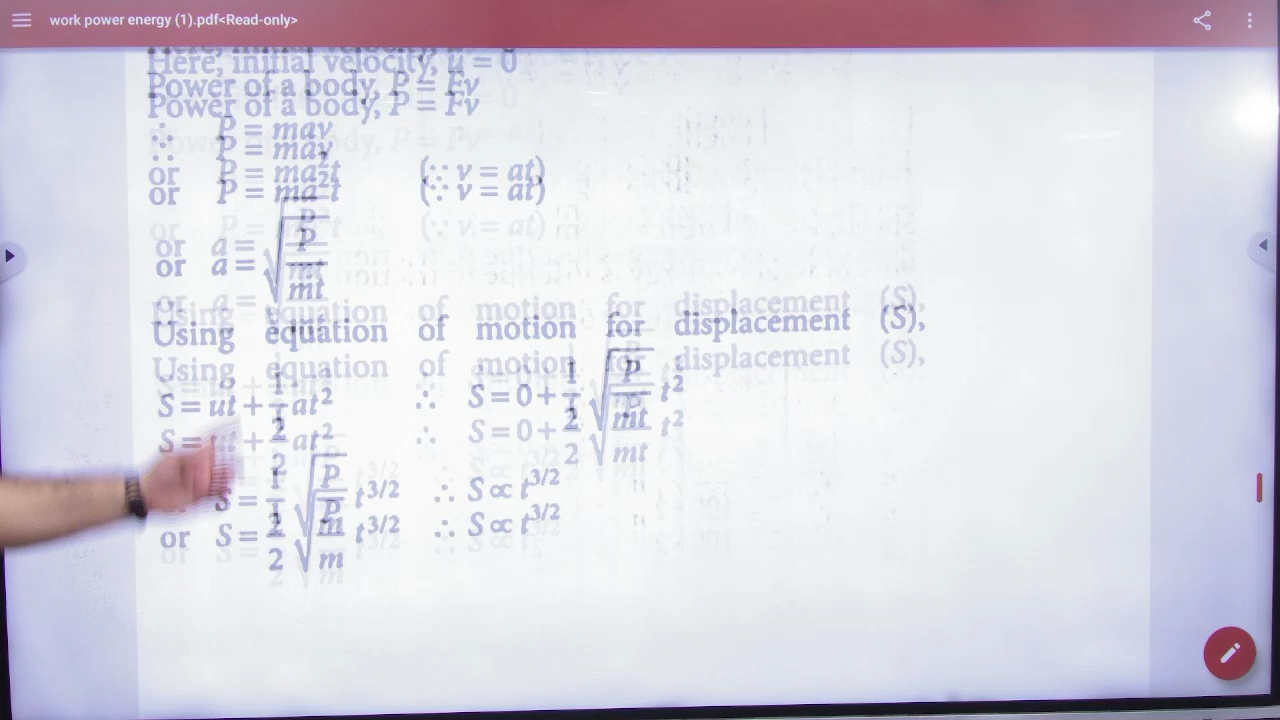 work power energy (1).pdf<Read-only>
Here, initial velocity, u = 0
Power of a body, P = Fv
∴ P = mav
or P = ma²t (∵ v = at)
or a = √(P/mt)
Using equation of motion for displacement (S),
S = ut + 1/2 at² ∴ S = 0 + 1/2 √(P/mt) t²
or S = 1/2 √(P/m) t^3/2 ∴ S ∝ t^3/2